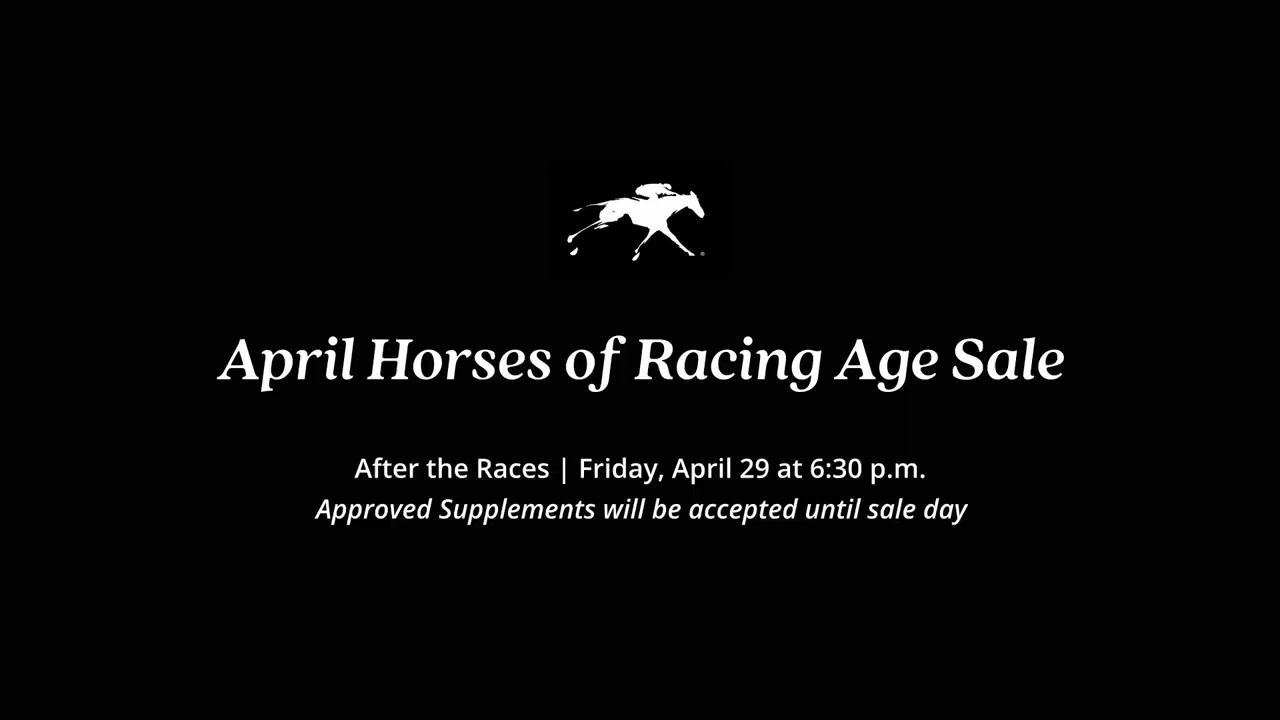 April Horses of Racing Age Sale
After the Races | Friday, April 29 at 6:30 p.m.
Approved Supplements will be accepted until sale day